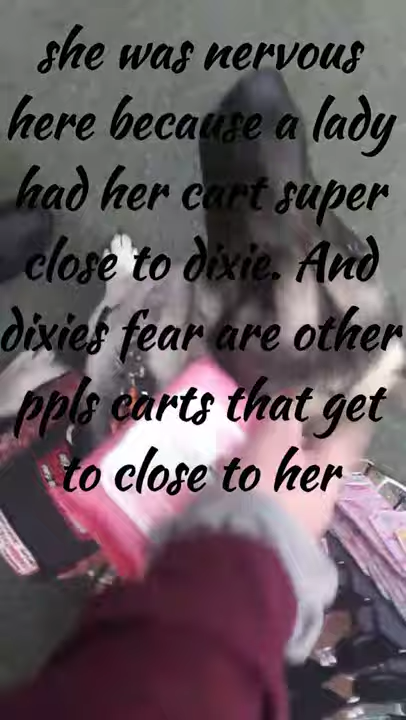 she was nervous
here because a lady
had her cart super
close to dixie. And
dixies fear are other
ppls carts that get
to close to her